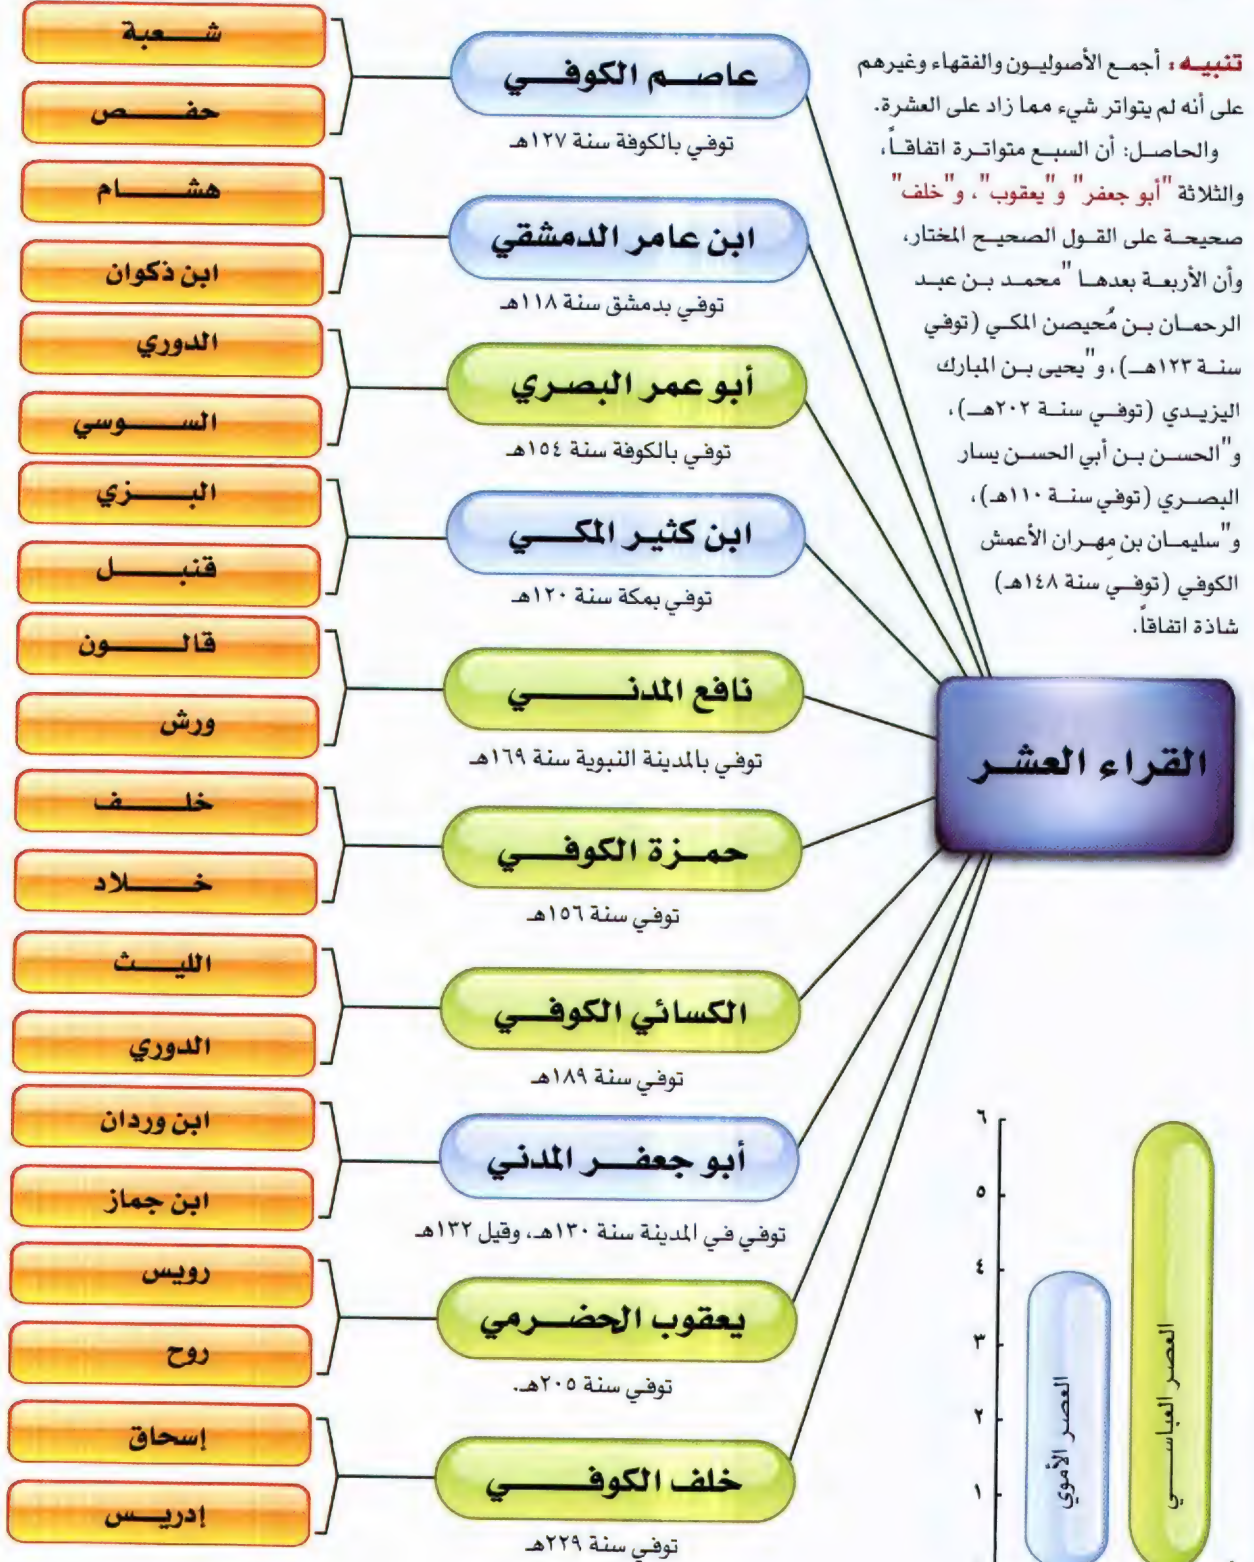 تنبيه: أجمع الأصوليون والفقهاء وغيرهم
على أنه لم يتواتر شيء مما زاد على العشرة.
والحاصل: أن السبع متواترة اتفاقاً،
والثلاثة "أبو جعفر" و"يعقوب"، و"خلف"
صحيحة على القول الصحيح المختار،
وأن الأربعة بعدها "محمد بن عبد
الرحمان بن مُحيصن المكي (توفي
سنة ١٢٣هـ)، و"يحيى بن المبارك
اليزيدي (توفي سنة ٢٠٢هـ)،
و"الحسن بن أبي الحسن يسار
البصري (توفي سنة ١١٠هـ)،
و"سليمان بن مِهران الأعمش
الكوفي (توفي سنة ١٤٨هـ)
شاذة اتفاقاً.
القراء العشر
عاصم الكوفي
توفي بالكوفة سنة ١٢٧هـ
شعبة
حفص
ابن عامر الدمشقي
توفي بدمشق سنة ١١٨هـ
هشام
ابن ذكوان
أبو عمر البصري
توفي بالكوفة سنة ١٥٤هـ
الدوري
السوسي
ابن كثير المكي
توفي بمكة سنة ١٢٠هـ
البزي
قنبل
نافع المدني
توفي بالمدينة النبوية سنة ١٦٩هـ
قالون
ورش
حمزة الكوفي
توفي سنة ١٥٦هـ
خلف
خلاد
الكسائي الكوفي
توفي سنة ١٨٩هـ
الليث
الدوري
أبو جعفر المدني
توفي في المدينة سنة ١٣٠هـ، وقيل ١٣٢هـ
ابن وردان
ابن جماز
يعقوب الحضرمي
توفي سنة ٢٠٥هـ.
رويس
روح
خلف الكوفي
توفي سنة ٢٢٩هـ
إسحاق
إدريس
٦
٥
٤
٣
٢
١
العصر الأموي
العصر العباسي